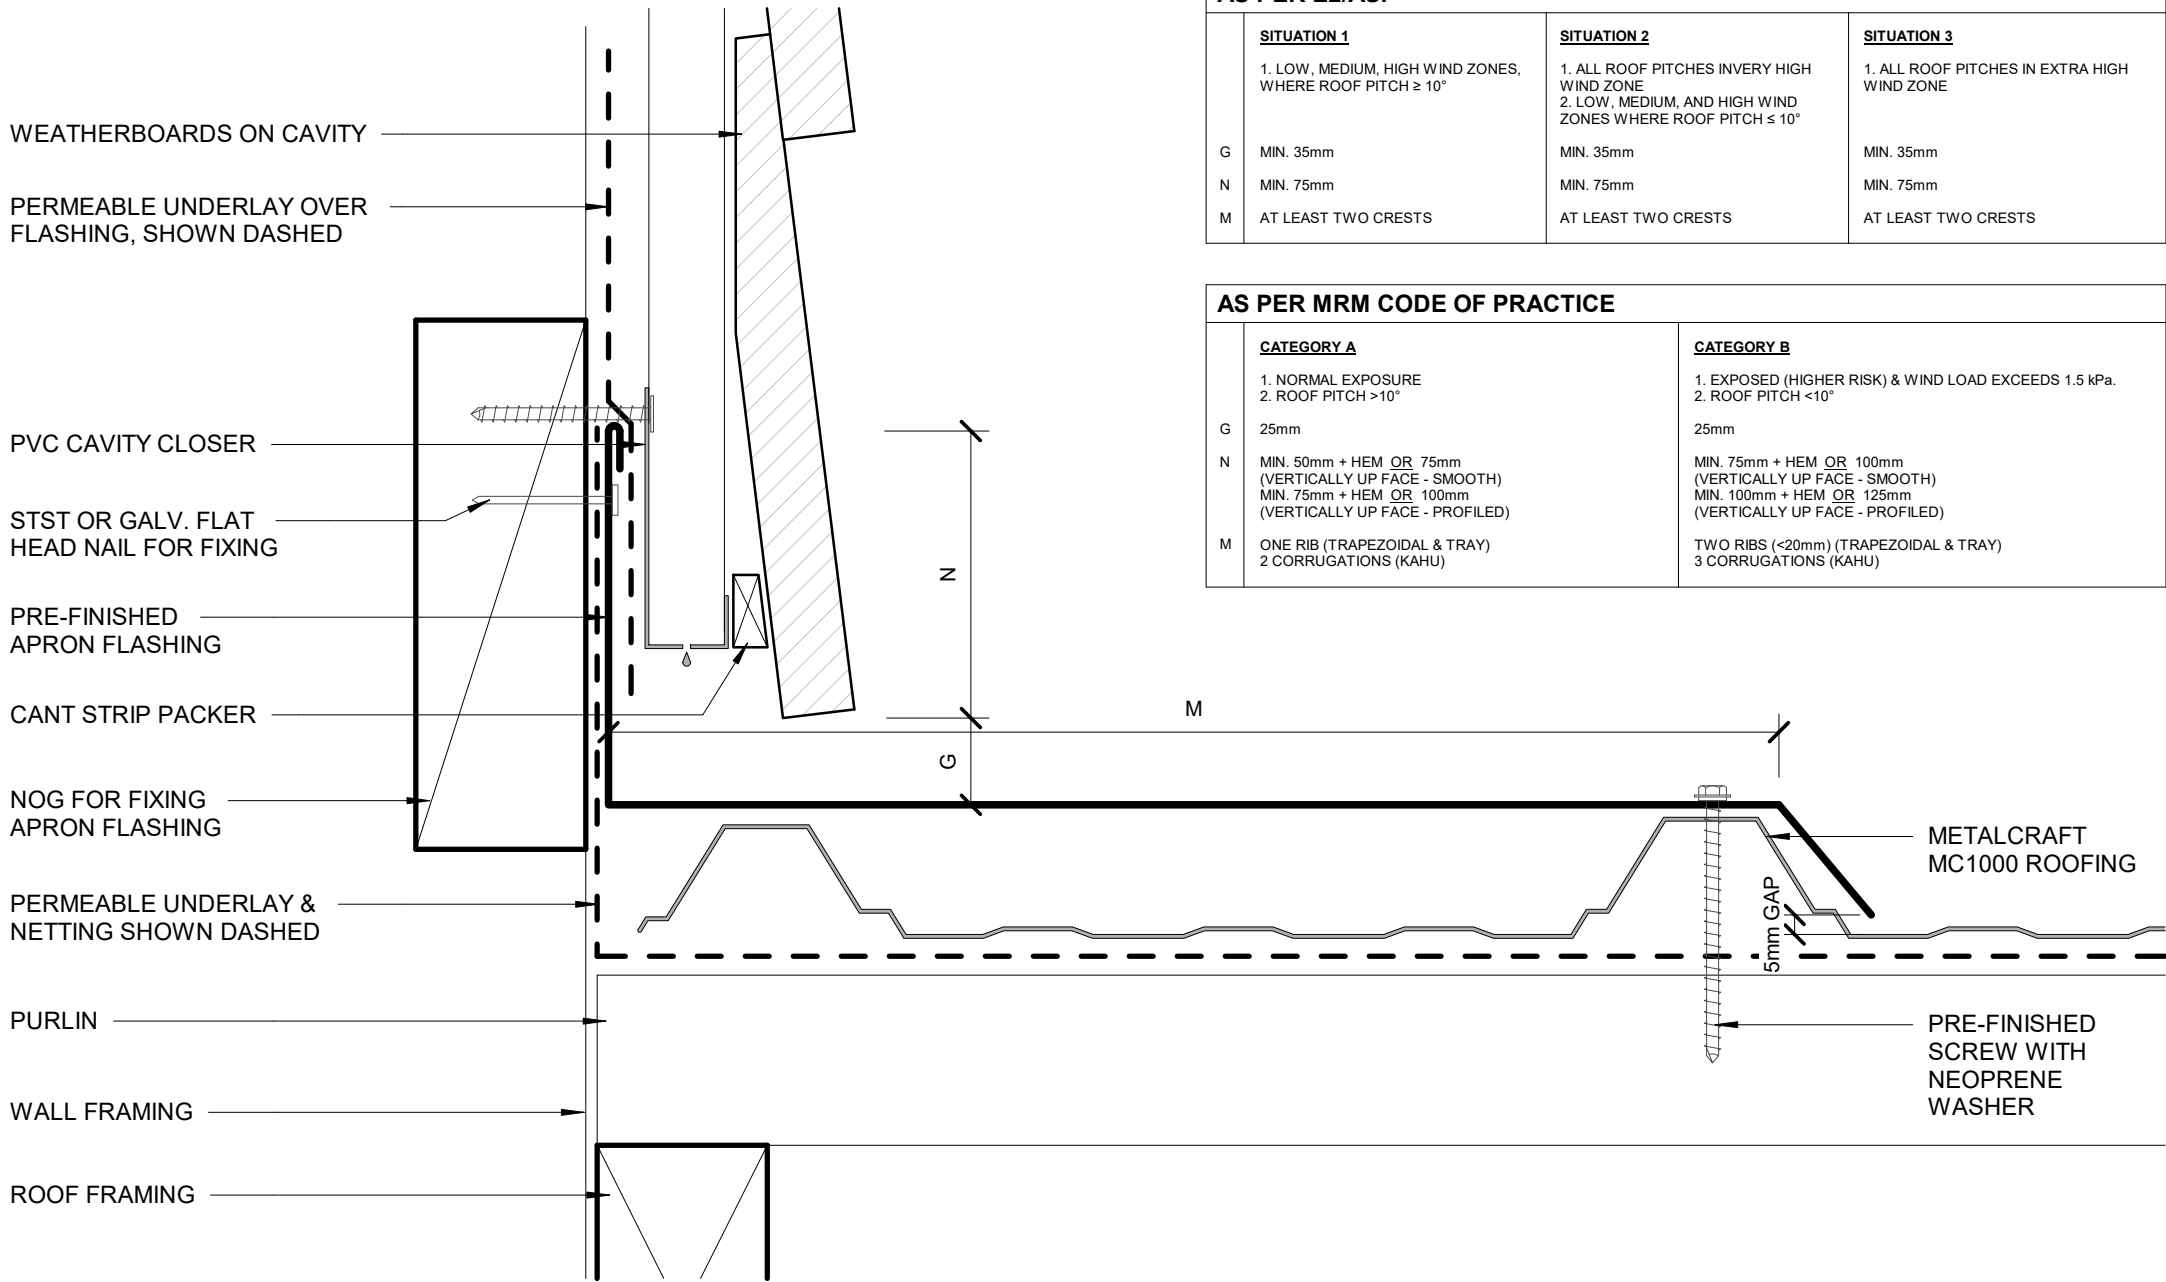 WEATHERBOARDS ON CAVITY
PERMEABLE UNDERLAY OVER
FLASHING, SHOWN DASHED
PVC CAVITY CLOSER
STST OR GALV. FLAT
HEAD NAIL FOR FIXING
PRE-FINISHED
APRON FLASHING
CANT STRIP PACKER
NOG FOR FIXING
APRON FLASHING
PERMEABLE UNDERLAY &
NETTING SHOWN DASHED
PURLIN
WALL FRAMING
ROOF FRAMING
N
G
M
5mm GAP
METALCRAFT
MC1000 ROOFING
PRE-FINISHED
SCREW WITH
NEOPRENE
WASHER
SITUATION 1
1. LOW, MEDIUM, HIGH WIND ZONES,
WHERE ROOF PITCH ≥ 10°
SITUATION 2
1. ALL ROOF PITCHES INVERY HIGH
WIND ZONE
2. LOW, MEDIUM, AND HIGH WIND
ZONES WHERE ROOF PITCH ≤ 10°
SITUATION 3
1. ALL ROOF PITCHES IN EXTRA HIGH
WIND ZONE
G MIN. 35mm MIN. 35mm MIN. 35mm
N MIN. 75mm MIN. 75mm MIN. 75mm
M AT LEAST TWO CRESTS AT LEAST TWO CRESTS AT LEAST TWO CRESTS
AS PER MRM CODE OF PRACTICE
CATEGORY A
1. NORMAL EXPOSURE
2. ROOF PITCH >10°
CATEGORY B
1. EXPOSED (HIGHER RISK) & WIND LOAD EXCEEDS 1.5 kPa.
2. ROOF PITCH <10°
G 25mm 25mm
N MIN. 50mm + HEM OR 75mm MIN. 75mm + HEM OR 100mm
(VERTICALLY UP FACE - SMOOTH) (VERTICALLY UP FACE - SMOOTH)
MIN. 75mm + HEM OR 100mm MIN. 100mm + HEM OR 125mm
(VERTICALLY UP FACE - PROFILED) (VERTICALLY UP FACE - PROFILED)
M ONE RIB (TRAPEZOIDAL & TRAY) TWO RIBS (<20mm) (TRAPEZOIDAL & TRAY)
2 CORRUGATIONS (KAHU) 3 CORRUGATIONS (KAHU)